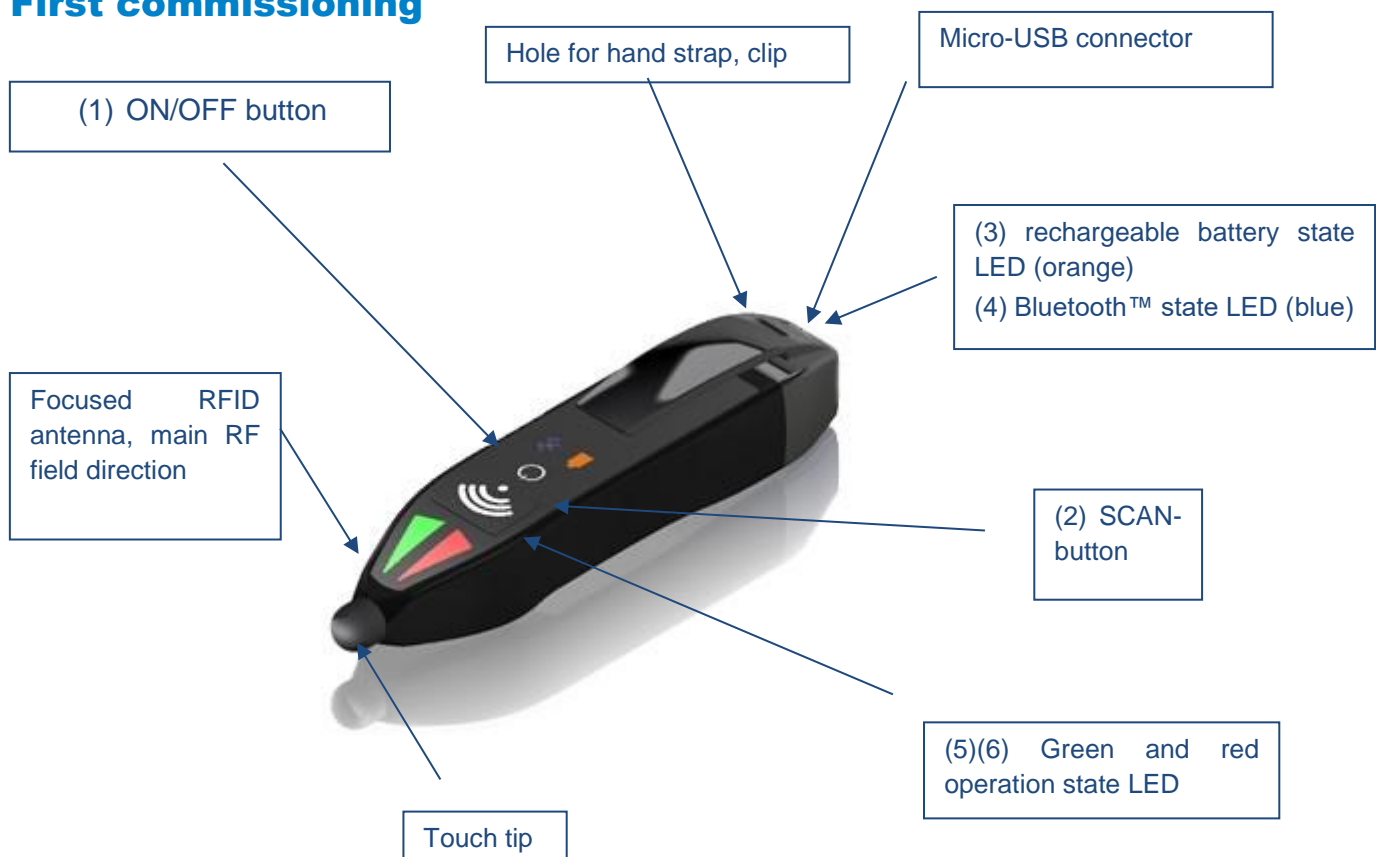 First commissioning
Hole for hand strap, clip
Micro-USB connector
(1) ON/OFF button
(3) rechargeable battery state
LED (orange)
(4) Bluetooth™ state LED (blue)
Focused RFID
antenna, main RF
field direction
(2) SCAN-
button
(5)(6) Green and red
operation state LED
Touch tip